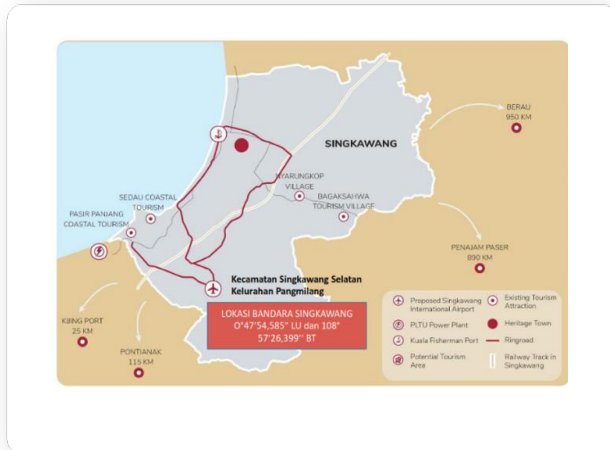 BERAU
950 KM
SINGKAWANG
NYARUNGKOP
VILLAGE
BAGAKSAHWA
TOURISM VILLAGE
SEDAU COASTAL
TOURISM
PASIR PANJANG
COASTAL TOURISM
PENAJAM PASER
890 KM
Kecamatan Singkawang Selatan
Kelurahan Pangmilang
LOKASI BANDARA SINGKAWANG
O°47'54,585" LU dan 108°
57'26,399'' BT
KIJING PORT
25 KM
PONTIANAK
115 KM
Proposed Singkawang
International Airport
PLTU Power Plant
Kuala Fisherman Port
Potential Tourism
Area
Existing Tourism
Attraction
Heritage Town
Ringroad
Railway Track in
Singkawang